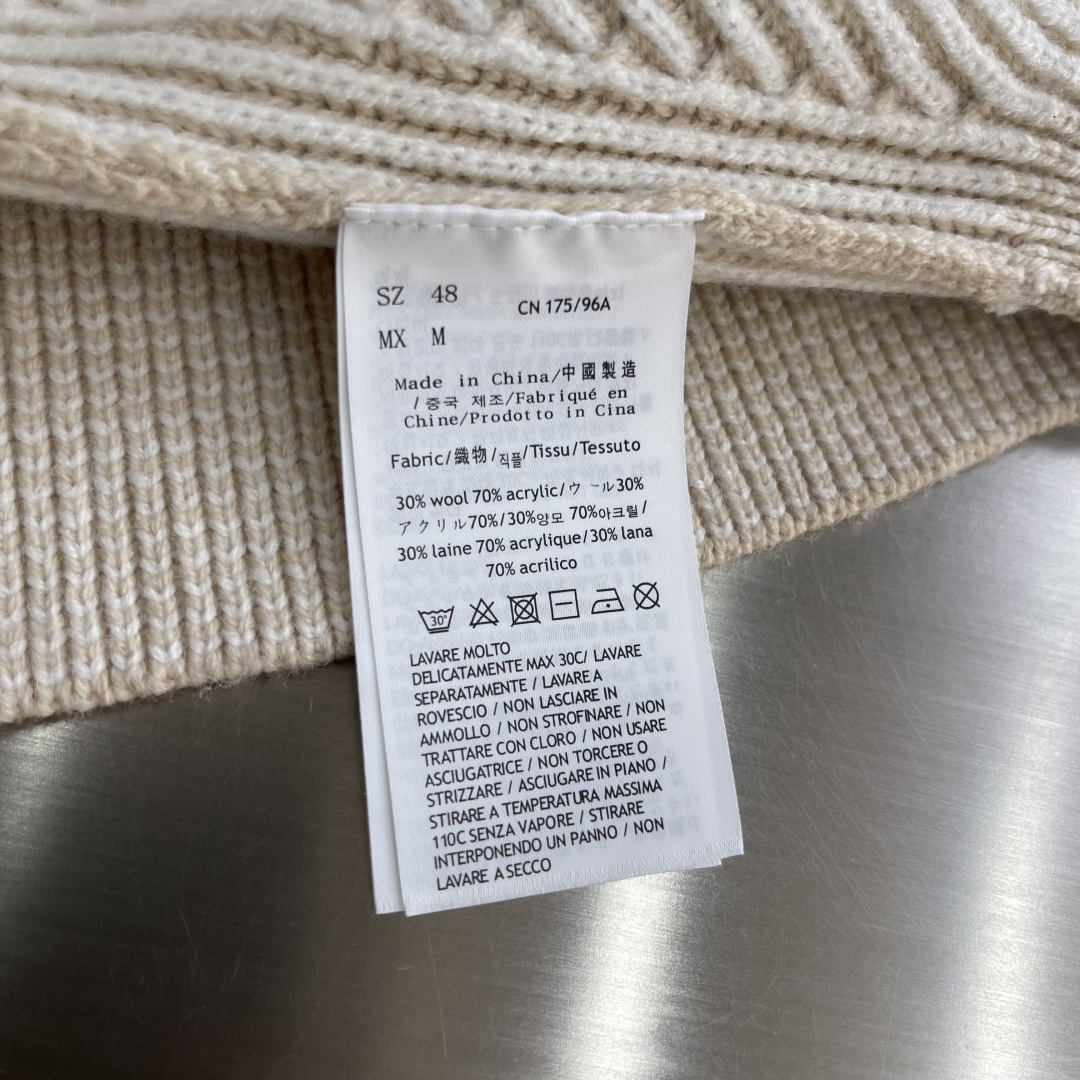 SZ 48 CN 175/96A
MX M
Made in China/中國製造
/중국 제조/Fabriqué en
Chine/Prodotto in Cina
Fabric/織物/직플/Tissu/Tessuto
30% wool 70% acrylic/ウール30%
アクリル70%/30%양모 70%아크릴/
30% laine 70% acrylique/30% lana
70% acrilico
30°
LAVARE MOLTO
DELICATAMENTE MAX 30C/ LAVARE
SEPARATAMENTE / LAVARE A
ROVESCIO / NON LASCIARE IN
AMMOLLO / NON STROFINARE / NON
TRATTARE CON CLORO / NON USARE
ASCIUGATRICE / NON TORCERE O
STRIZZARE / ASCIUGARE IN PIANO /
STIRARE A TEMPERATURA MASSIMA
110C SENZA VAPORE / STIRARE
INTERPONENDO UN PANNO / NON
LAVARE A SECCO